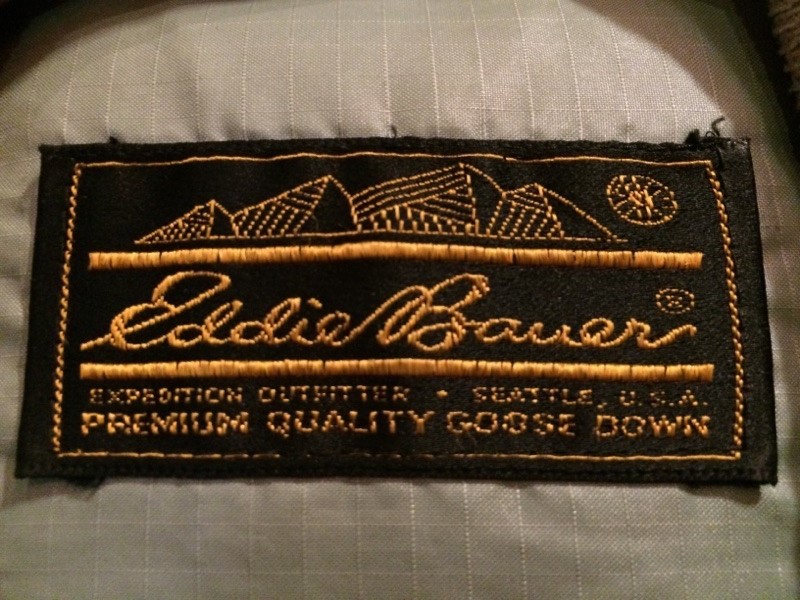 Eddie Bauer ®
EXPEDITION OUTFITTER · SEATTLE, U.S.A.
PREMIUM QUALITY GOOSE DOWN